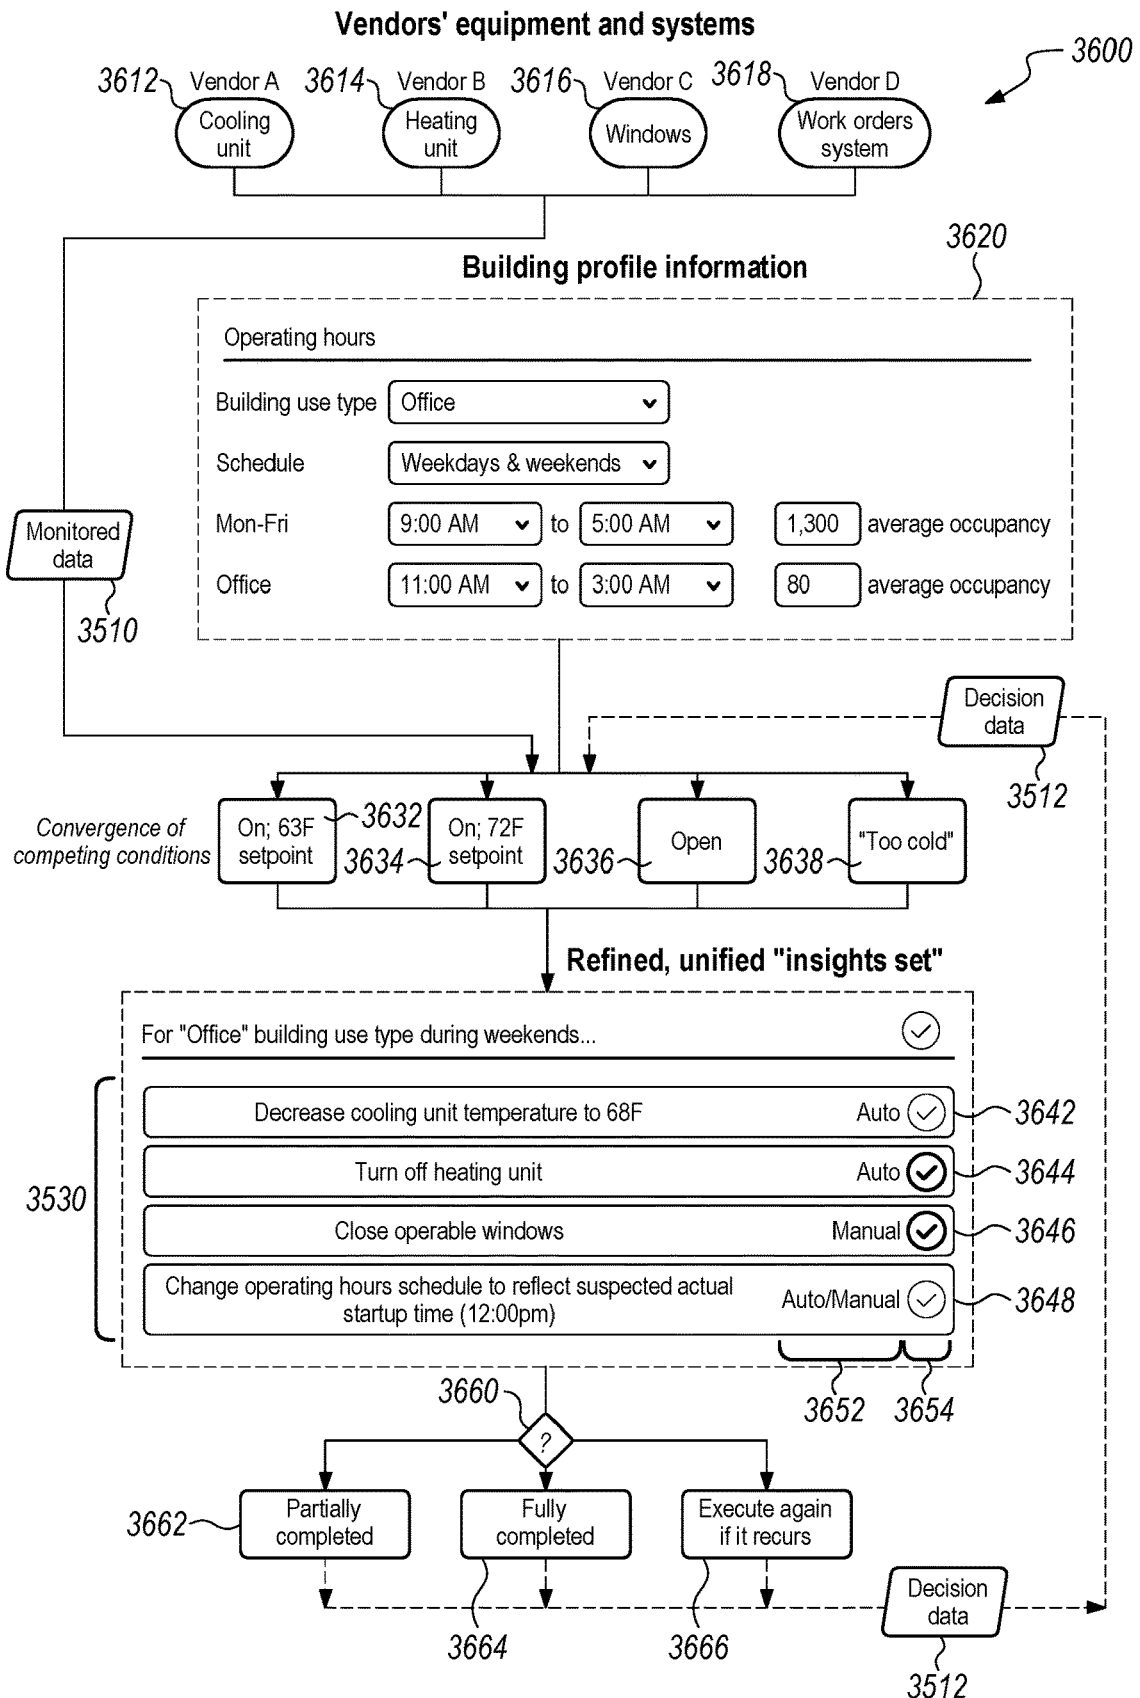 Vendors' equipment and systems
3600
3612
Vendor A
3614
Vendor B
3616
Vendor C
3618
Vendor D
Cooling
unit
Heating
unit
Windows
Work orders
system
3620
Building profile information
Operating hours
Building use type
Office
Schedule
Weekdays & weekends
Mon-Fri
9:00 AM
to
5:00 AM
1,300
average occupancy
Office
11:00 AM
to
3:00 AM
80
average occupancy
Monitored
data
3510
Decision
data
3512
Convergence of
competing conditions
On; 63F
setpoint
3632
On; 72F
setpoint
3634
Open
3636
"Too cold"
3638
Refined, unified "insights set"
For "Office" building use type during weekends...
3530
Decrease cooling unit temperature to 68F
Auto
3642
Turn off heating unit
Auto
3644
Close operable windows
Manual
3646
Change operating hours schedule to reflect suspected actual
startup time (12:00pm)
Auto/Manual
3648
3652
3654
3660
?
Partially
completed
3662
Fully
completed
3664
Execute again
if it recurs
3666
Decision
data
3512